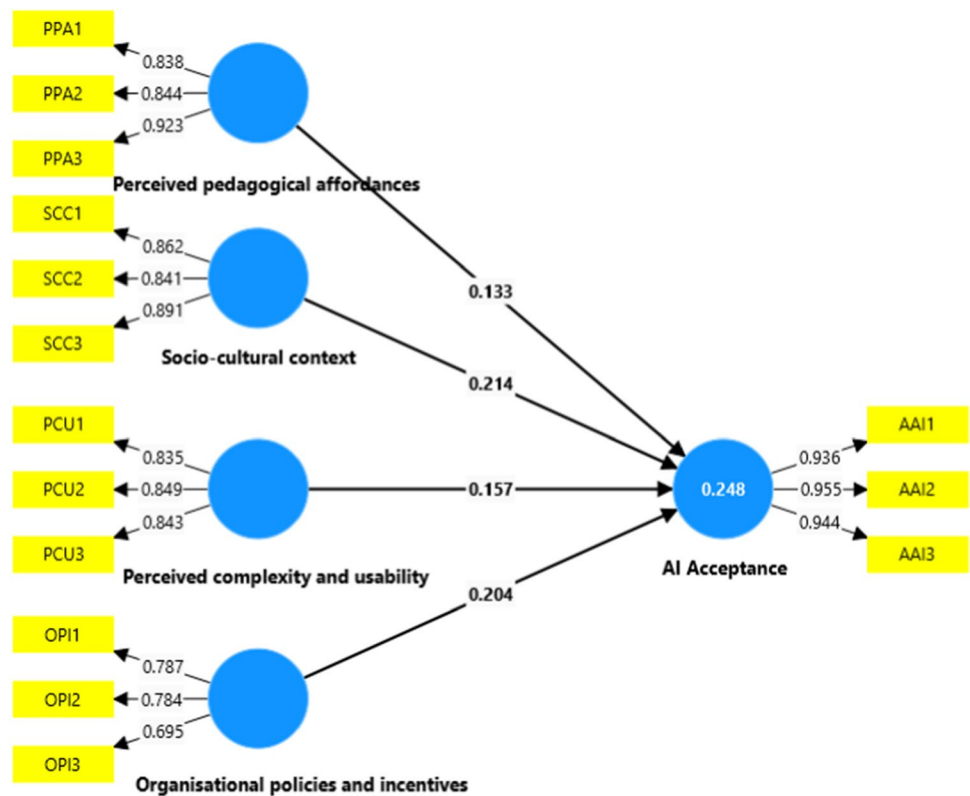 PPA1
0.838
PPA2
0.844
PPA3
0.923
Perceived pedagogical affordances
SCC1
0.862
SCC2
0.841
SCC3
0.891
Socio-cultural context
PCU1
0.835
PCU2
0.849
PCU3
0.843
Perceived complexity and usability
OPI1
0.787
OPI2
0.784
OPI3
0.695
Organisational policies and incentives
0.133
0.214
0.157
0.204
0.248
AI Acceptance
0.936
AAI1
0.955
AAI2
0.944
AAI3